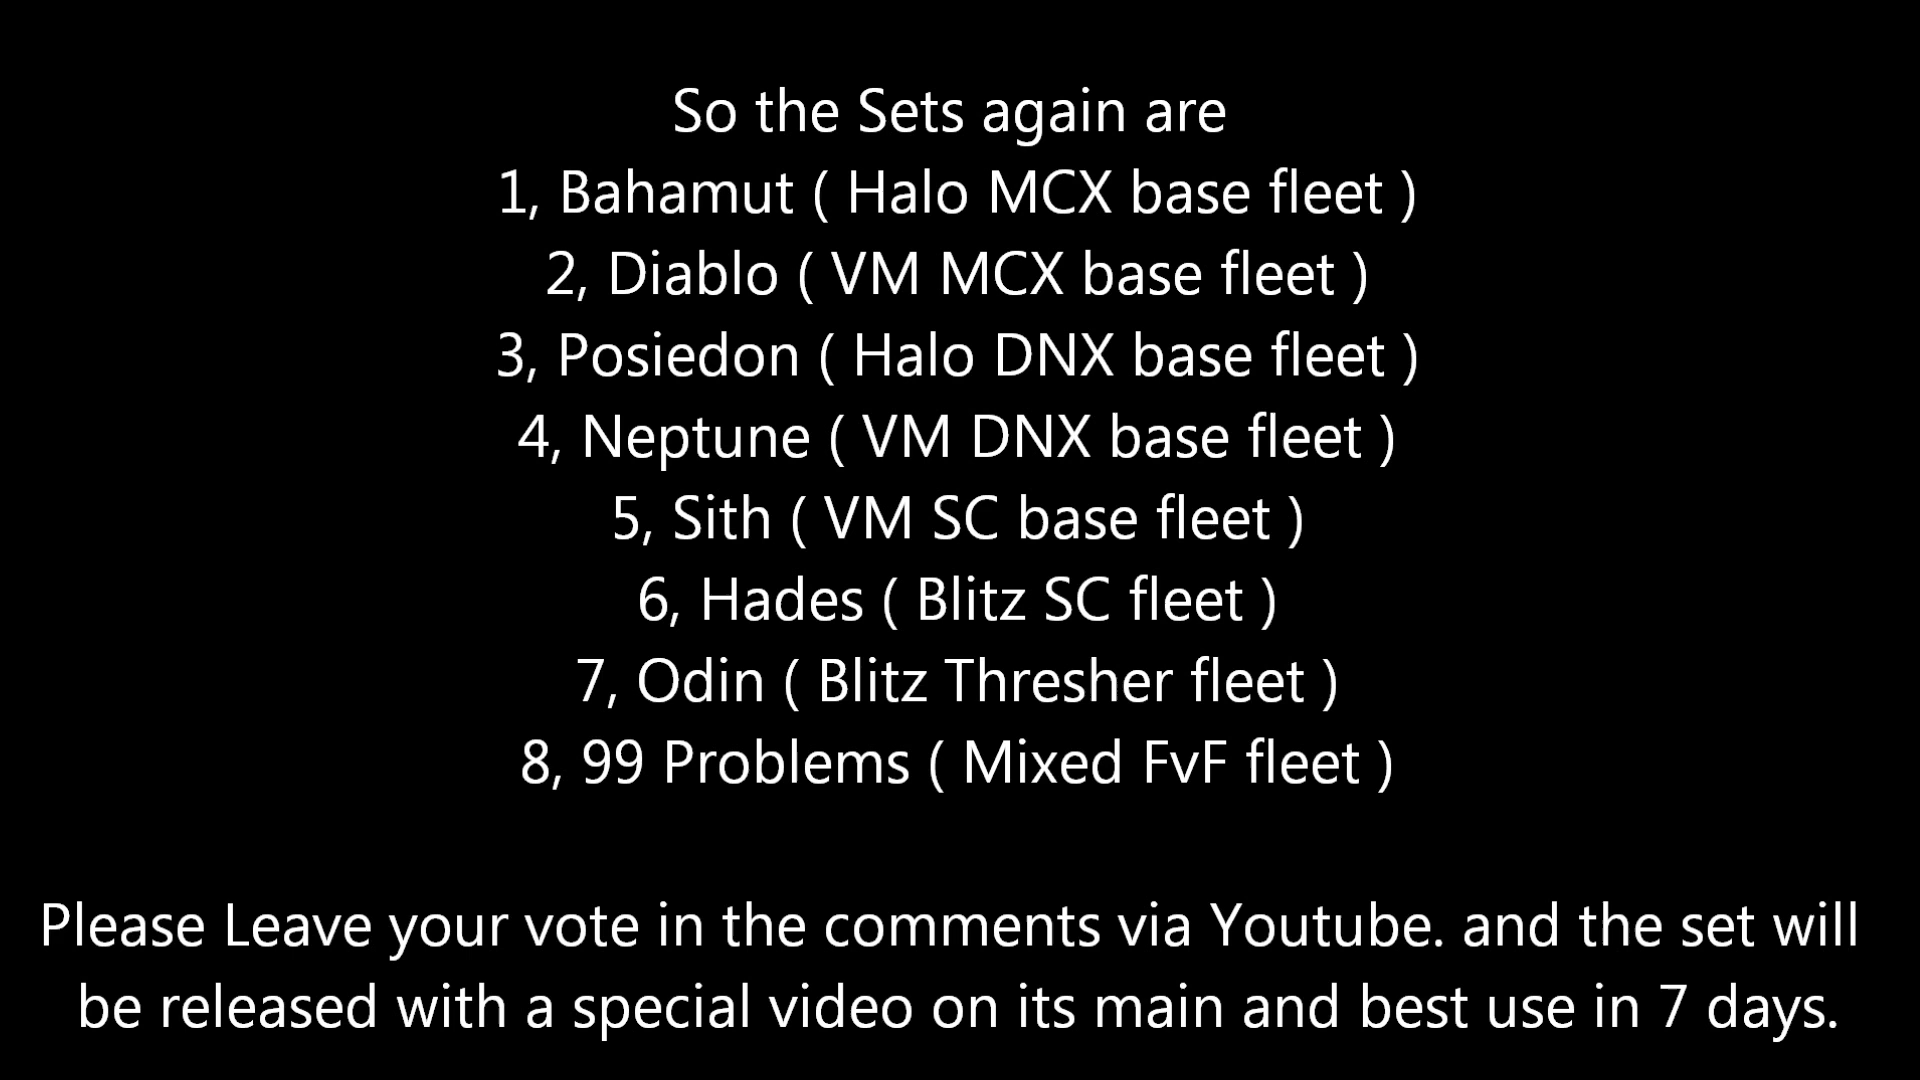 So the Sets again are
1, Bahamut ( Halo MCX base fleet )
2, Diablo ( VM MCX base fleet )
3, Posiedon ( Halo DNX base fleet )
4, Neptune ( VM DNX base fleet )
5, Sith ( VM SC base fleet )
6, Hades ( Blitz SC fleet )
7, Odin ( Blitz Thresher fleet )
8, 99 Problems ( Mixed FvF fleet )
Please Leave your vote in the comments via Youtube. and the set will
be released with a special video on its main and best use in 7 days.